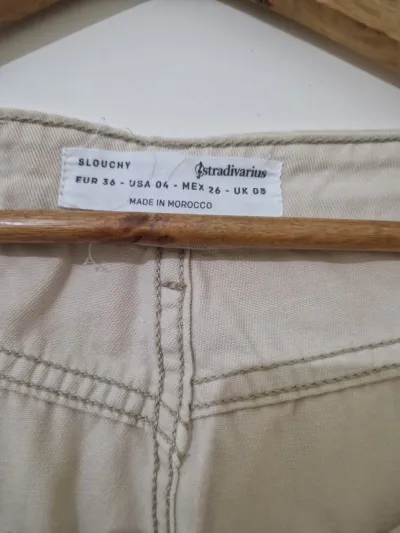 SLOUCHY stradivarius
EUR 36 - USA 04 - MEX 26 - UK 08
MADE IN MOROCCO